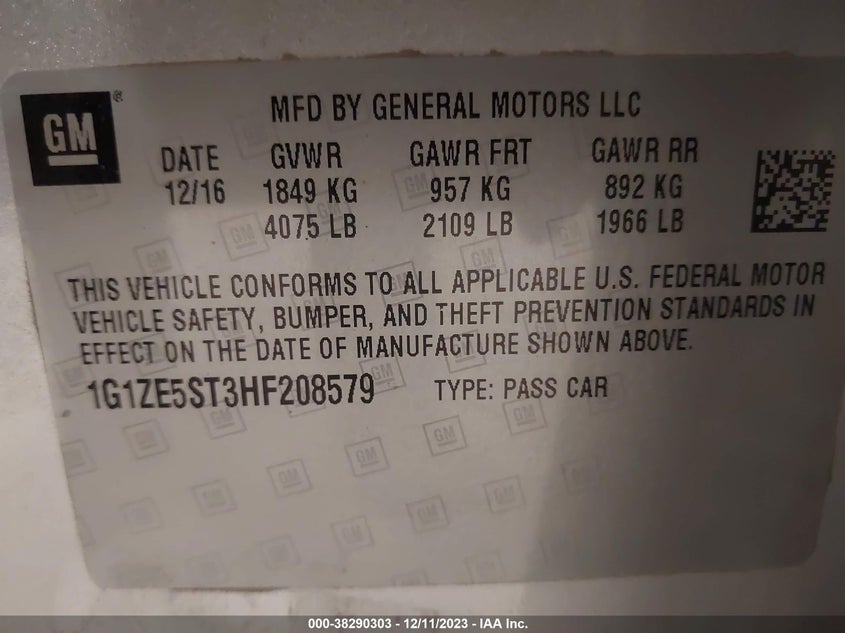 GM®
MFD BY GENERAL MOTORS LLC
DATE GVWR GAWR FRT GAWR RR
12/16 1849 KG 957 KG 892 KG
4075 LB 2109 LB 1966 LB
THIS VEHICLE CONFORMS TO ALL APPLICABLE U.S. FEDERAL MOTOR
VEHICLE SAFETY, BUMPER, AND THEFT PREVENTION STANDARDS IN
EFFECT ON THE DATE OF MANUFACTURE SHOWN ABOVE.
1G1ZE5ST3HF208579 TYPE: PASS CAR
000-38290303 - 12/11/2023 - IAA Inc.